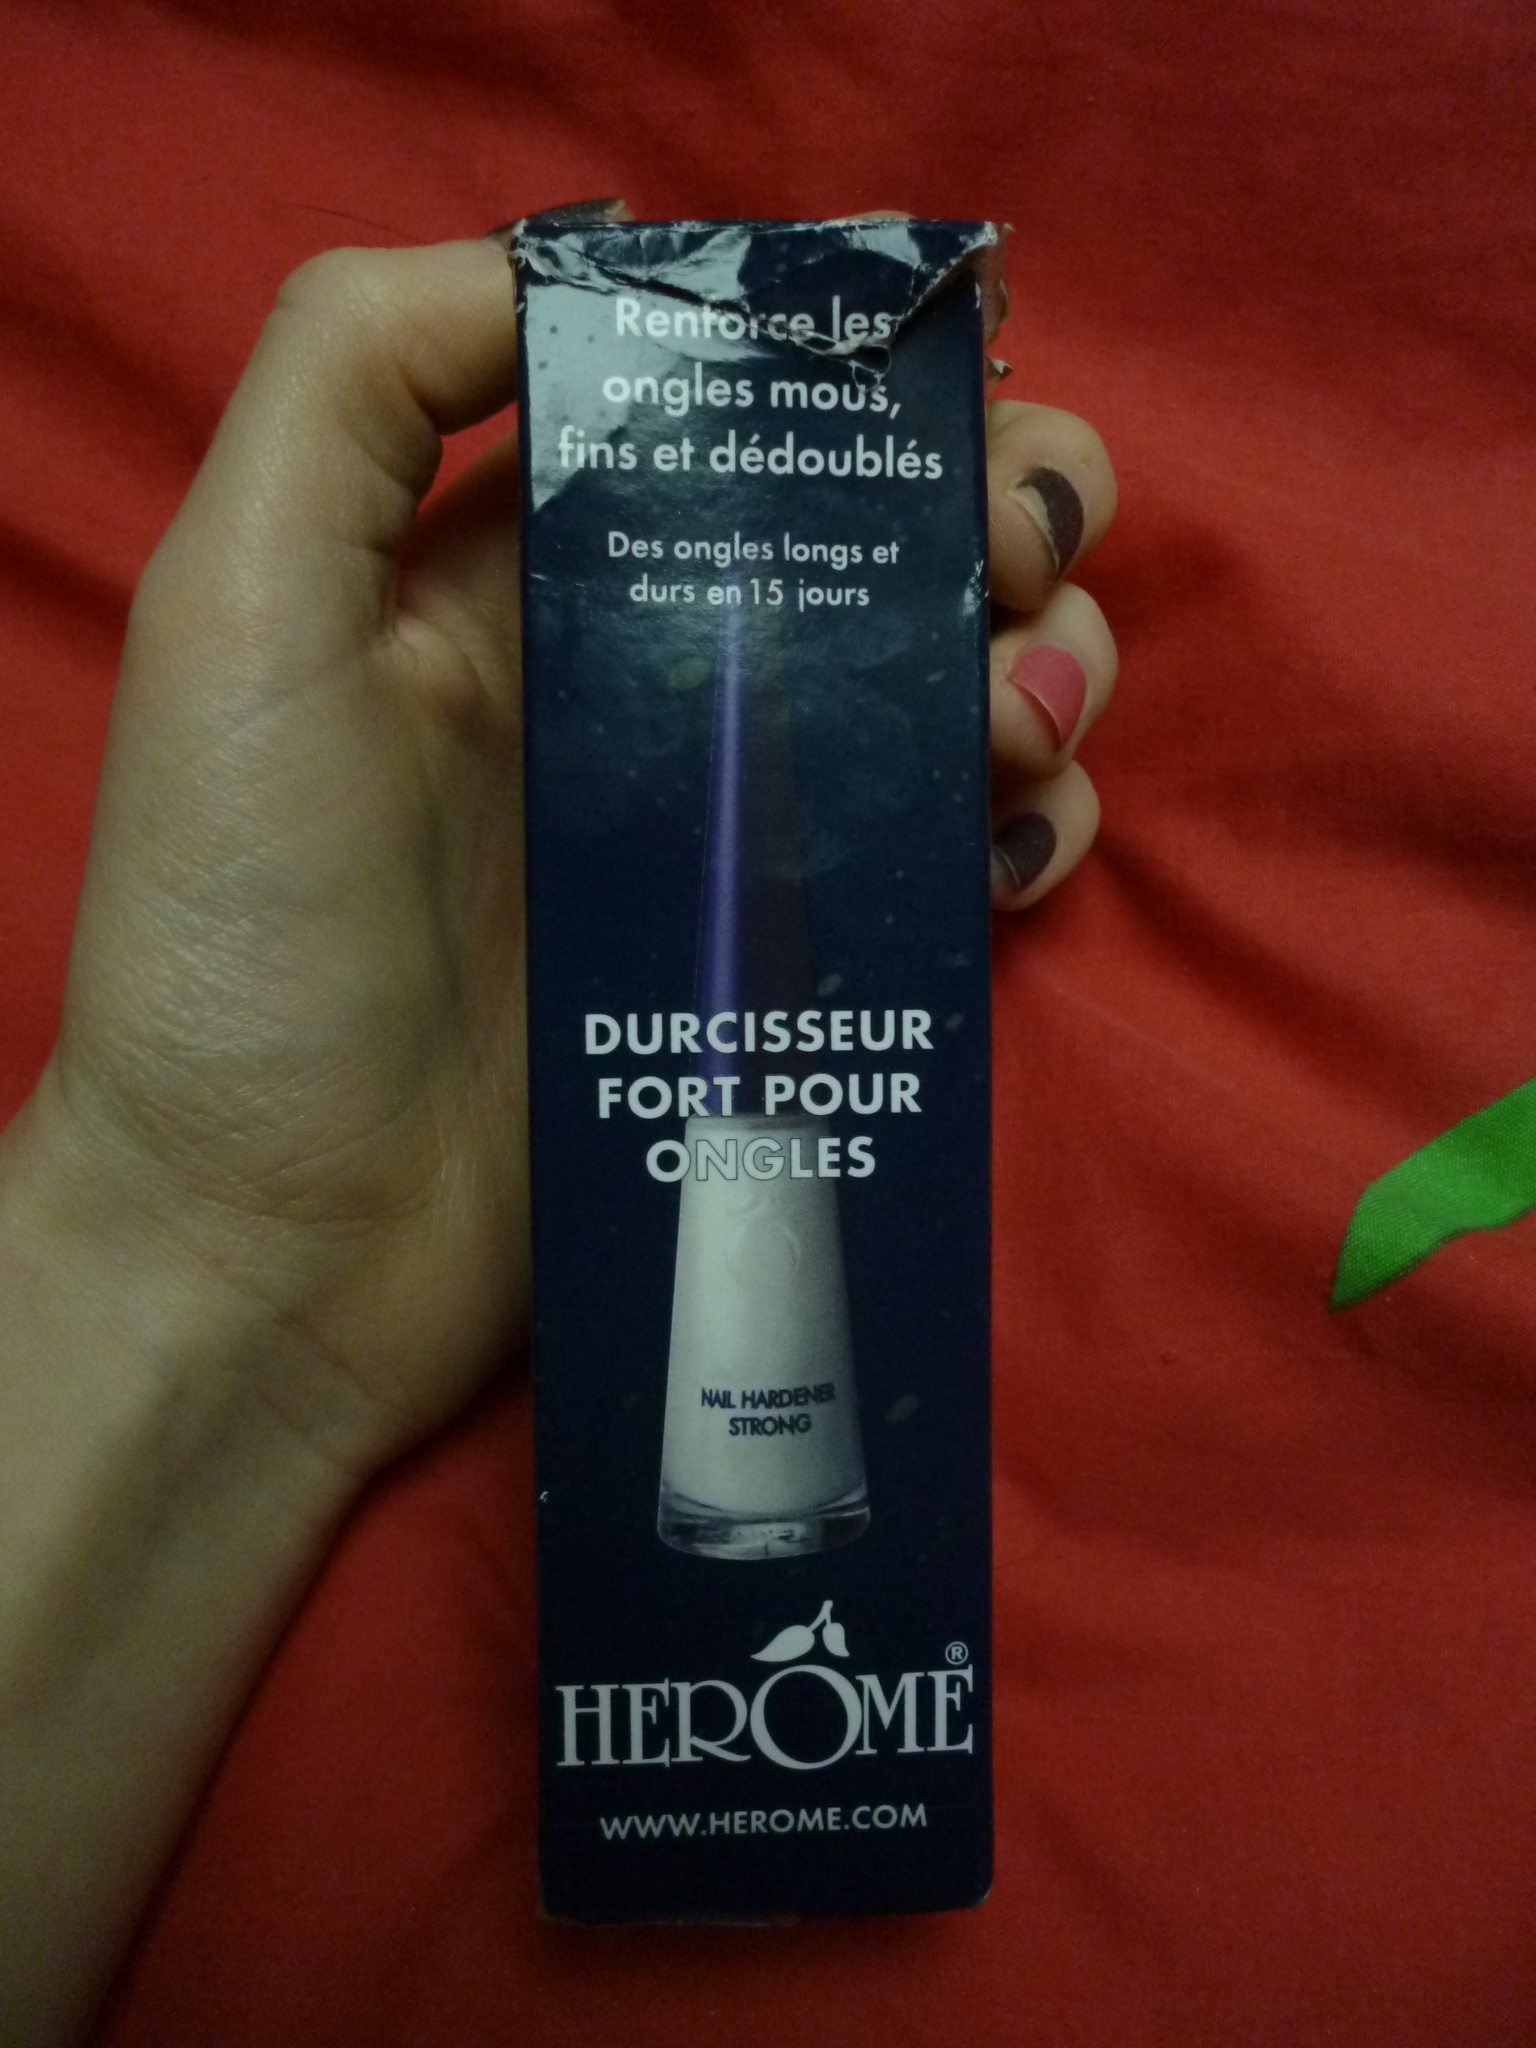 Renforce les
ongles mous,
fins et dédoublés
Des ongles longs et
durs en 15 jours
DURCISSEUR
FORT POUR
ONGLES
NAIL HARDENER
STRONG
HERÔME®
WWW.HEROME.COM